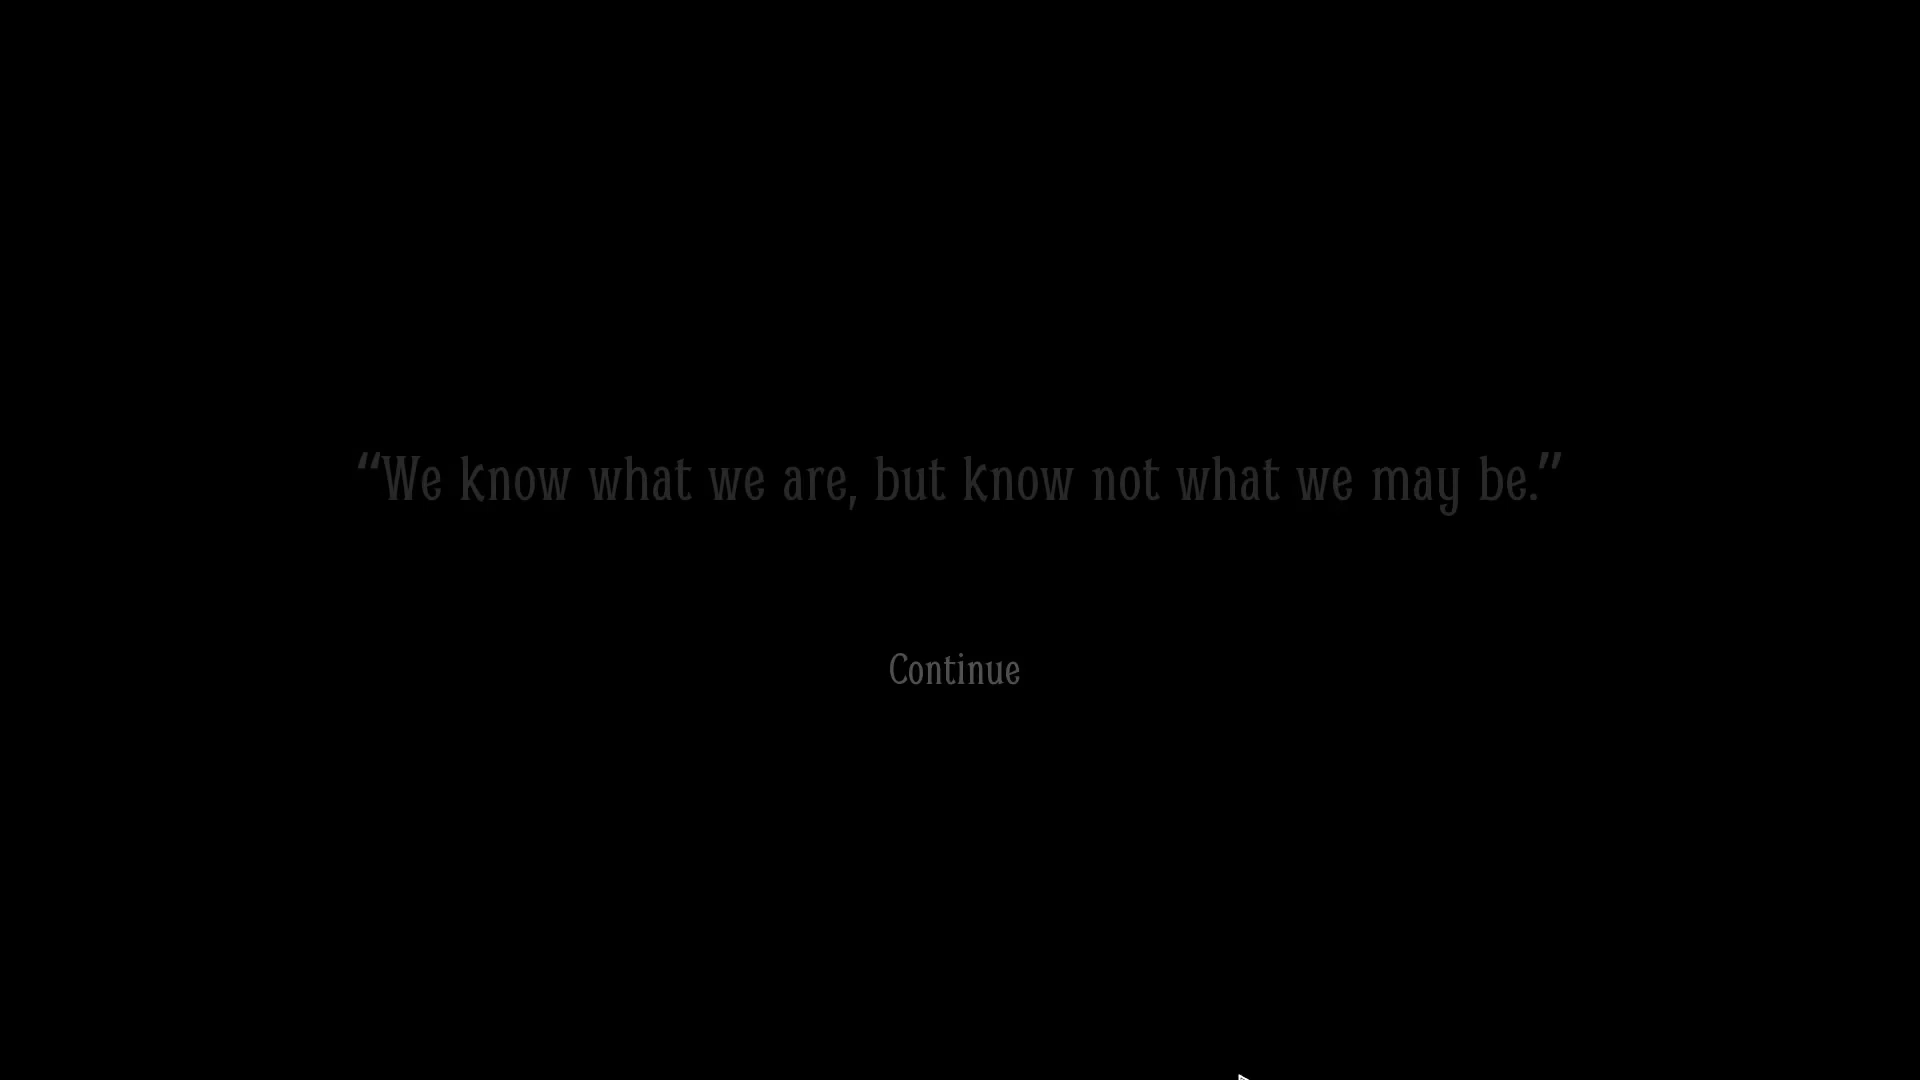 “We know what we are, but know not what we may be.”
Continue